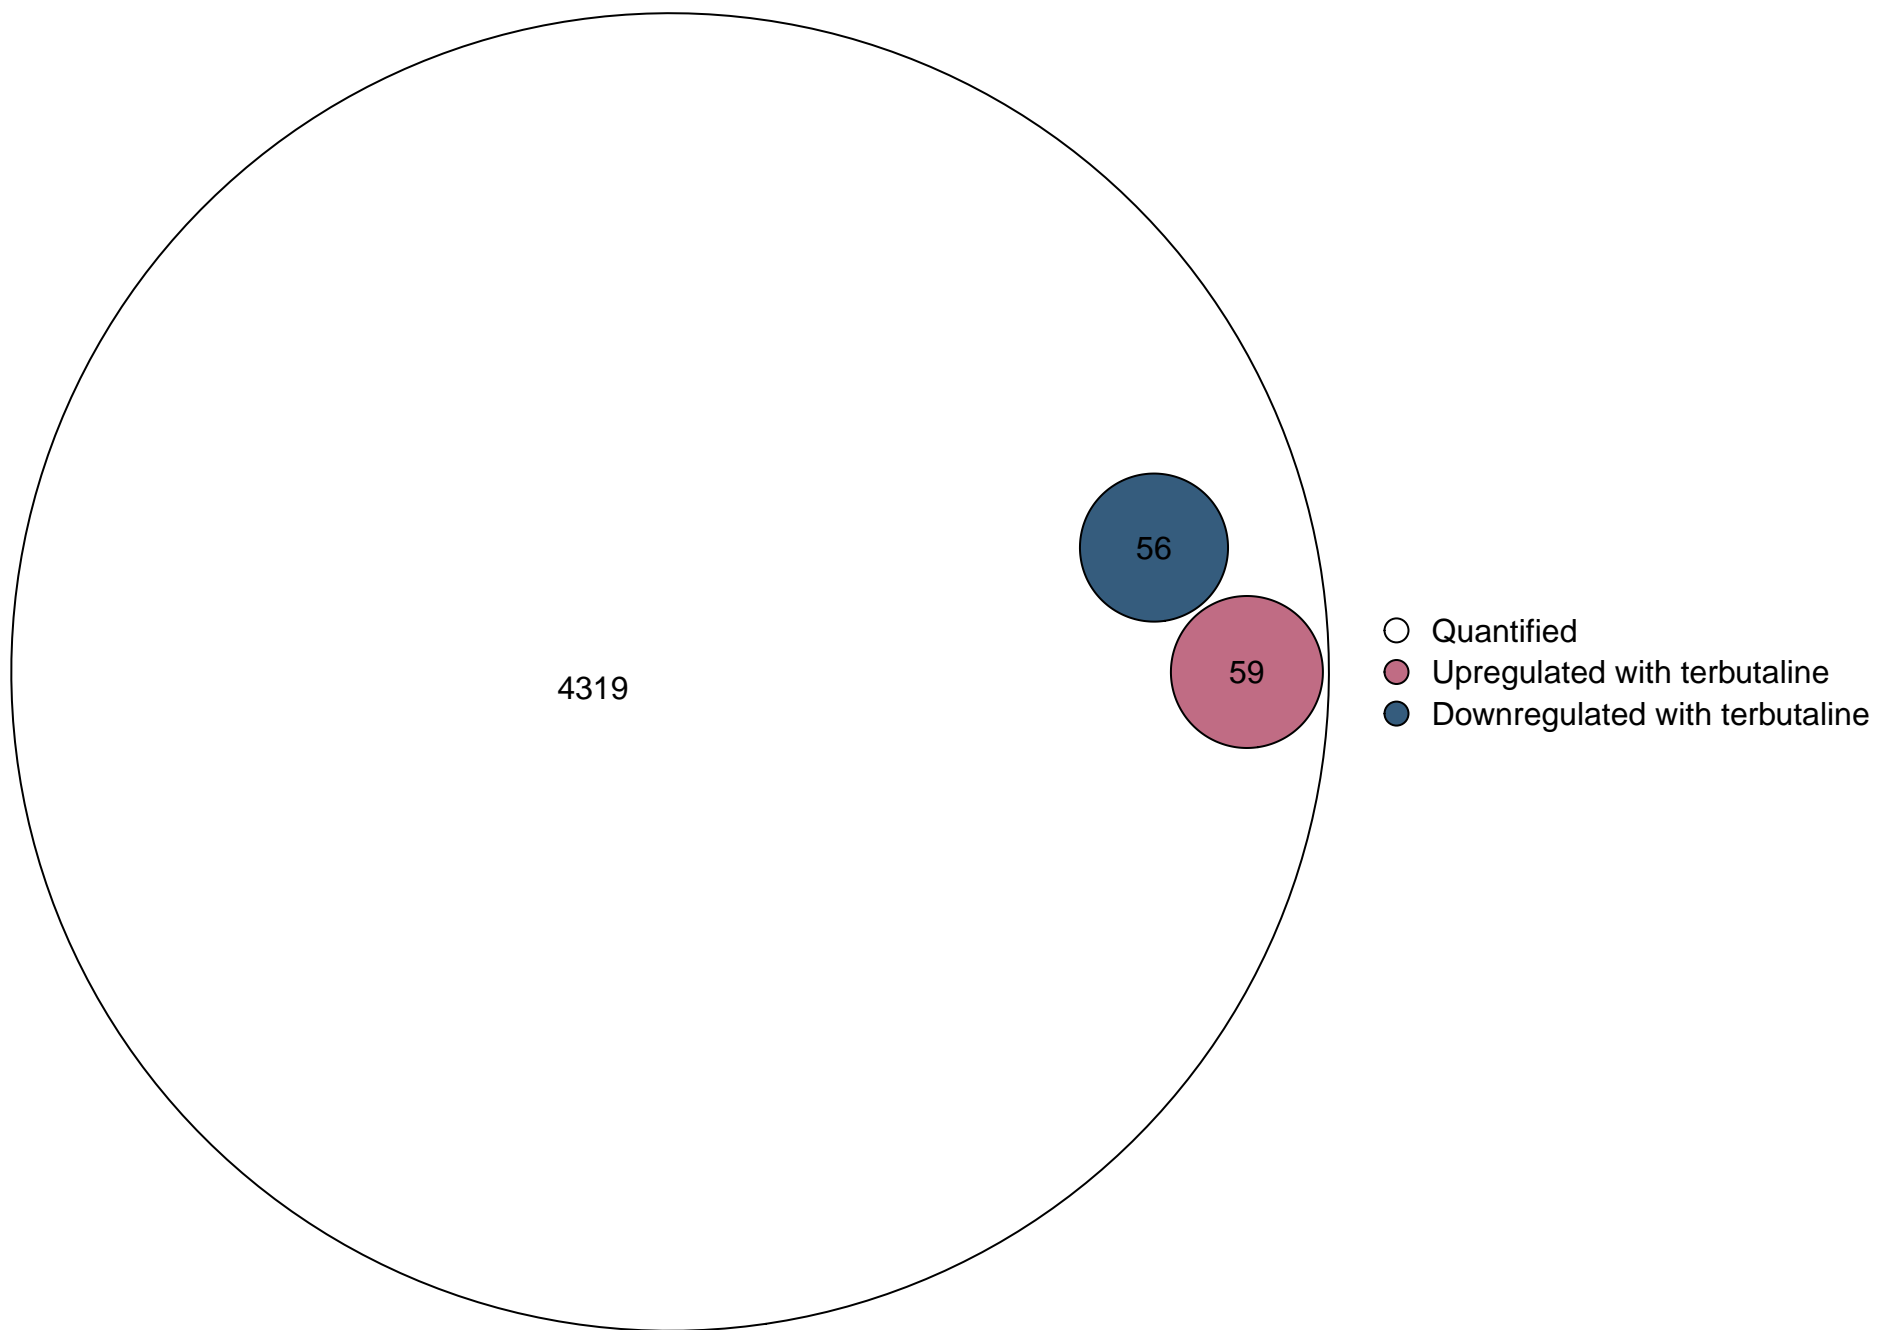 56
59
4319
Quantified
Upregulated with terbutaline
Downregulated with terbutaline